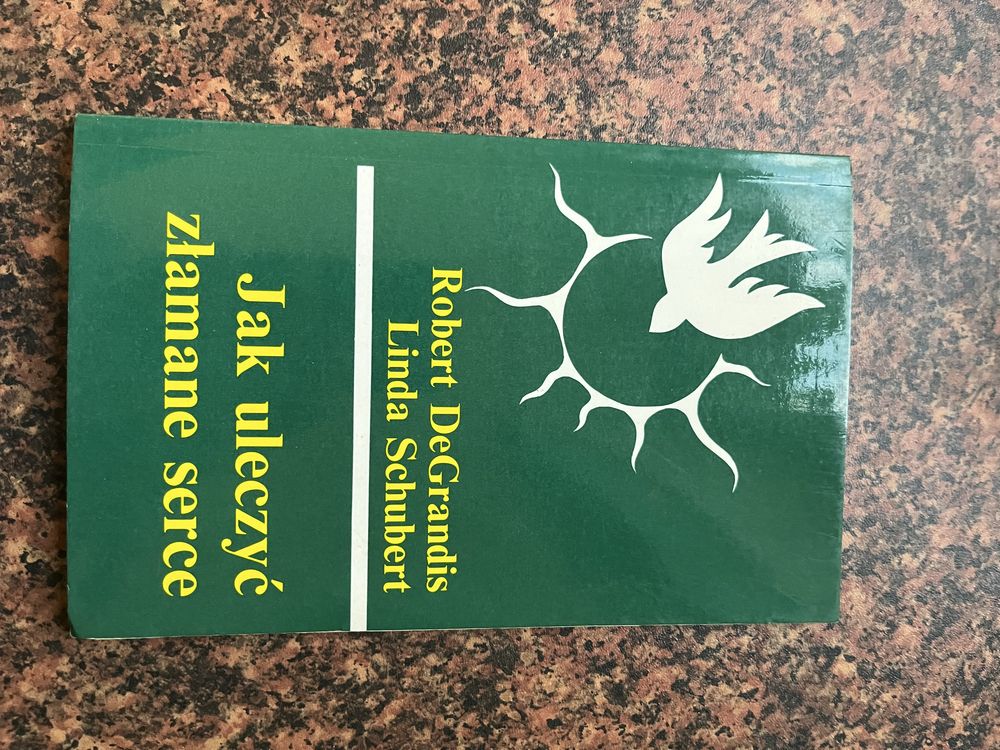 Robert DeGrandis
Linda Schubert
Jak uleczyć
złamane serce